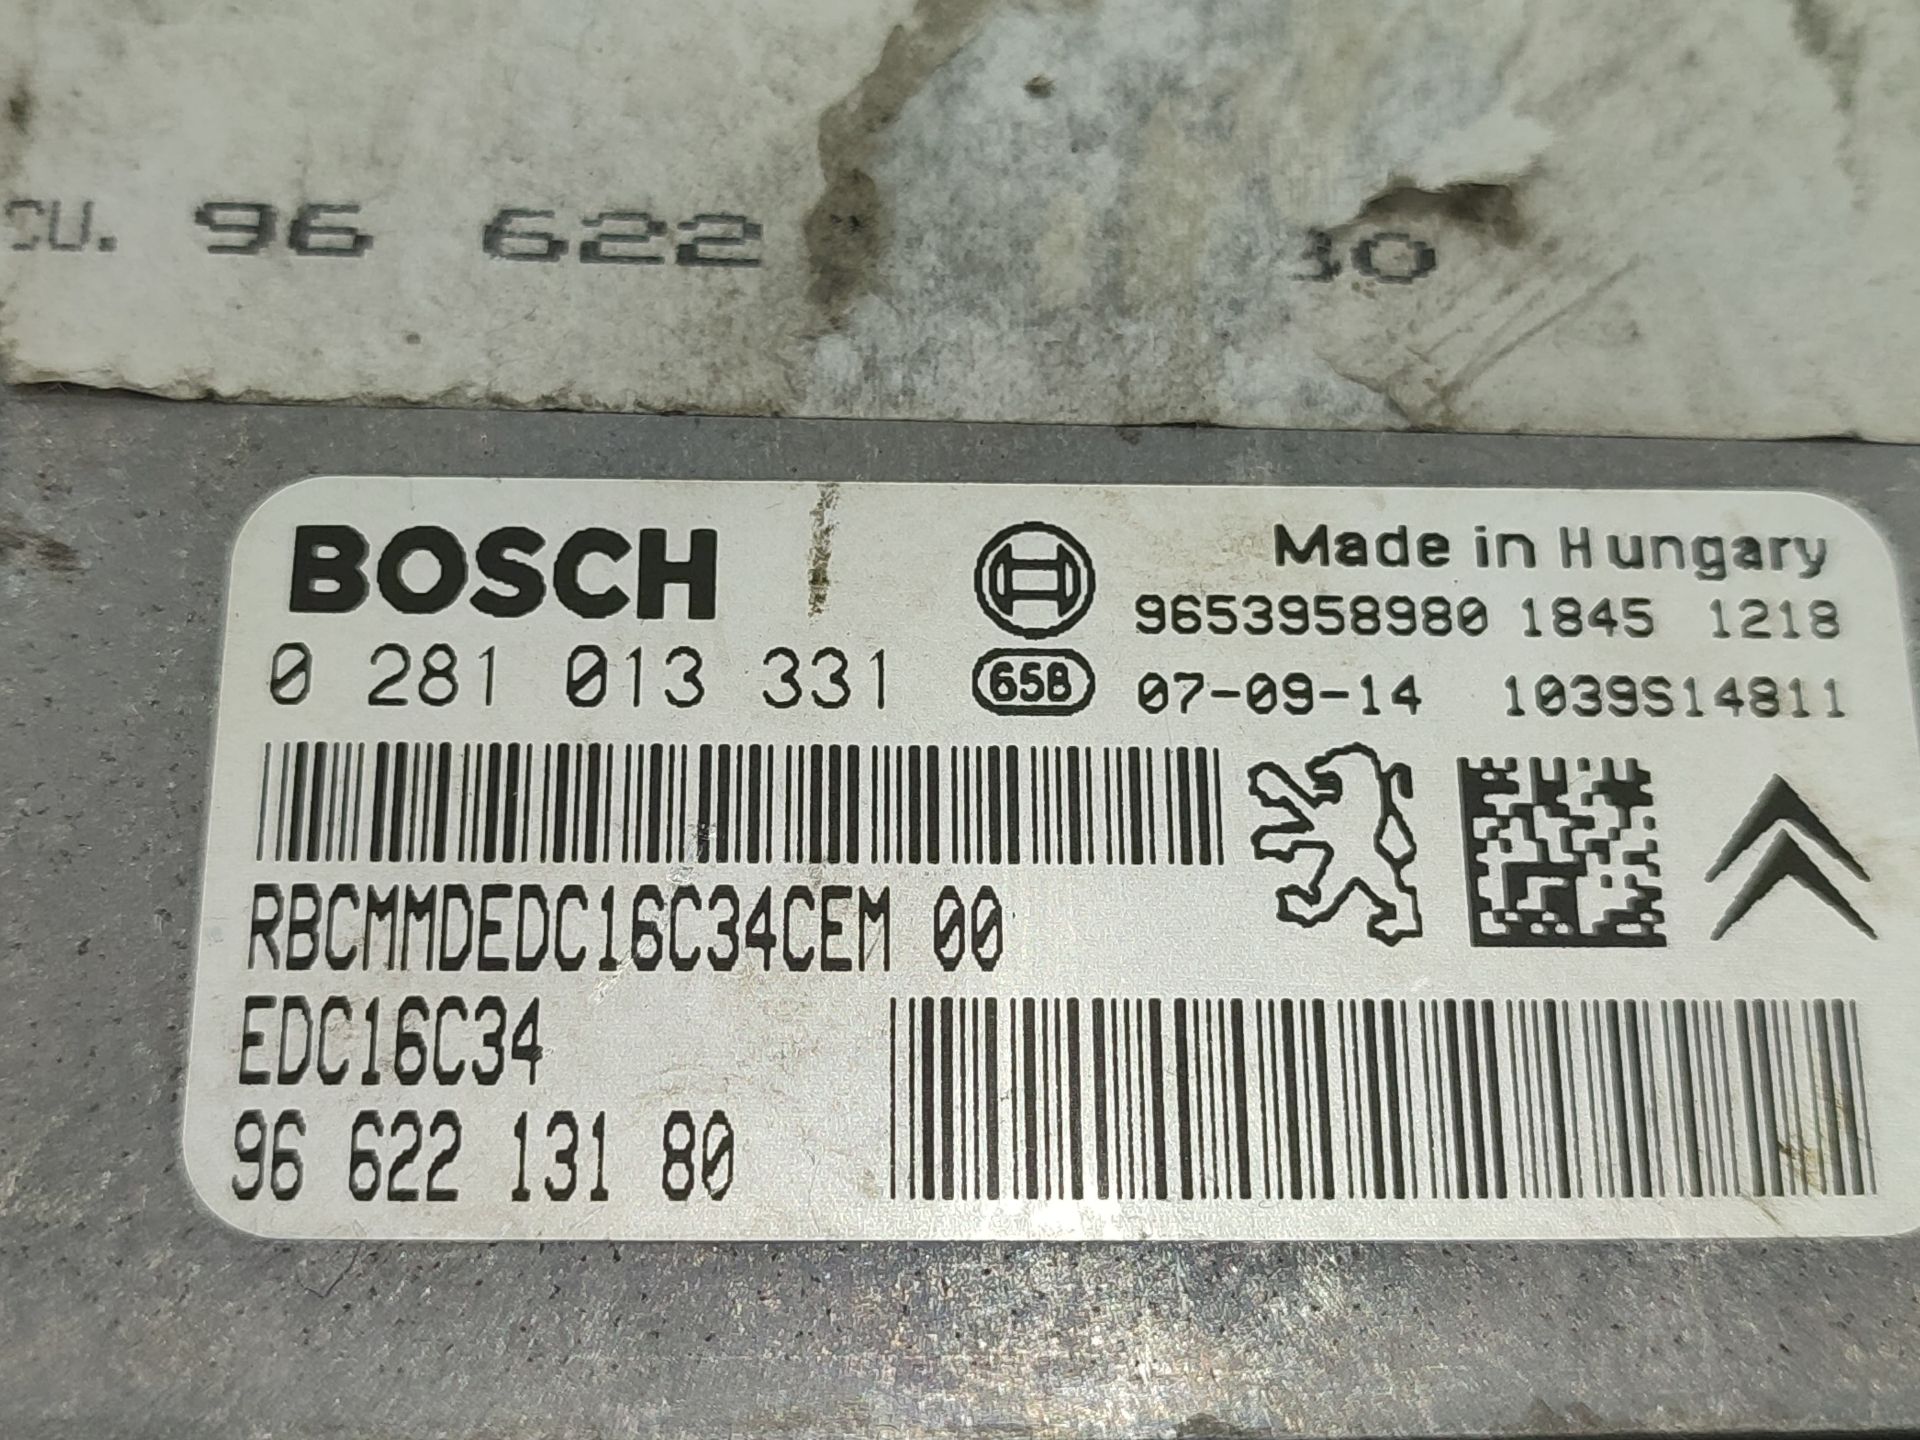 96 622 30
BOSCH
Made in Hungary
9653958980 1845 1218
0 281 013 331
658
07-09-14 1039S14811
RBCMMDEDC16C34CEM 00
EDC16C34
96 622 131 80